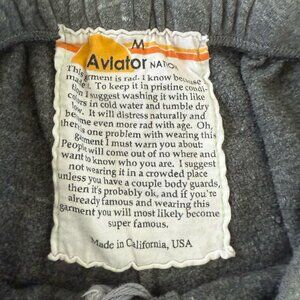 M
Aviator NATION
This garment is rad. I know because
I made it. To keep it in pristine condi-
tion I suggest washing it with like
colors in cold water and tumble dry
low. It will distress naturally and
become even more rad with age. Oh,
there is one problem with wearing this
garment I must warn you about:
People will come out of no where and
want to know who you are. I suggest
not wearing it in a crowded place
unless you have a couple body guards,
then it's probably ok, and if you're
already famous and wearing this
garment you will most likely become
super famous.
Made in California, USA